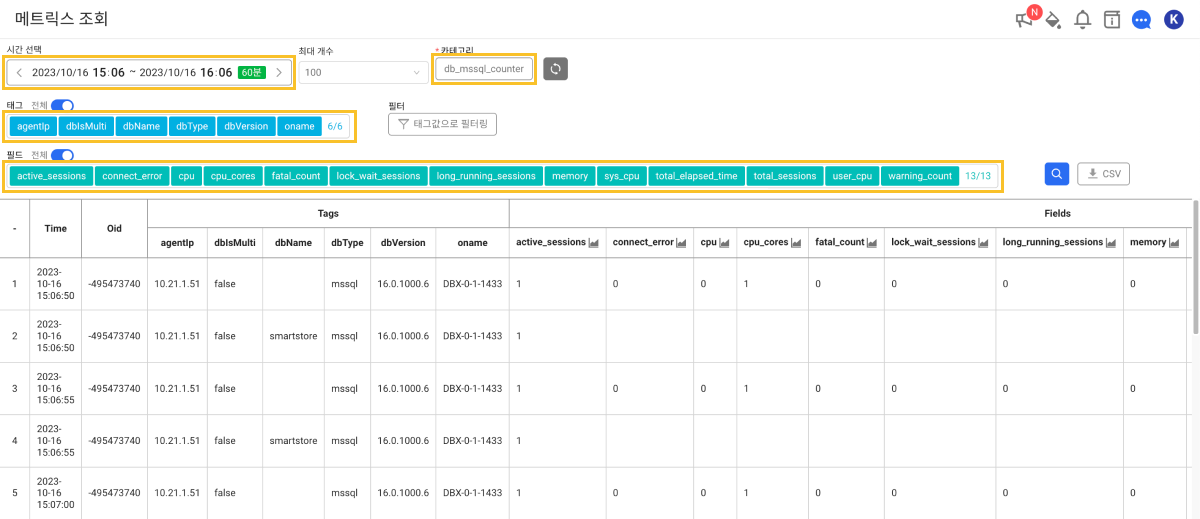 메트릭스 조회
N
K
시간 선택
최대 개수
* 카테고리
2023/10/16 15:06 ~ 2023/10/16 16:06 60분
100
db_mssql_counter
태그 전체
필터
agentIp dbIsMulti dbName dbType dbVersion oname 6/6
태그값으로 필터링
필드 전체
active_sessions connect_error cpu cpu_cores fatal_count lock_wait_sessions long_running_sessions memory sys_cpu total_elapsed_time total_sessions user_cpu warning_count 13/13
CSV
- Time Oid Tags Fields
agentIp dbIsMulti dbName dbType dbVersion oname active_sessions connect_error cpu cpu_cores fatal_count lock_wait_sessions long_running_sessions memory
1 2023-10-16 15:06:50 -495473740 10.21.1.51 false mssql 16.0.1000.6 DBX-0-1-1433 1 0 0 1 0 0 0 0
2 2023-10-16 15:06:50 -495473740 10.21.1.51 false smartstore mssql 16.0.1000.6 DBX-0-1-1433 1
3 2023-10-16 15:06:55 -495473740 10.21.1.51 false mssql 16.0.1000.6 DBX-0-1-1433 1 0 0 1 0 0 0 0
4 2023-10-16 15:06:55 -495473740 10.21.1.51 false smartstore mssql 16.0.1000.6 DBX-0-1-1433 1
5 2023-10-16 15:07:00 -495473740 10.21.1.51 false mssql 16.0.1000.6 DBX-0-1-1433 1 0 0 1 0 0 0 0